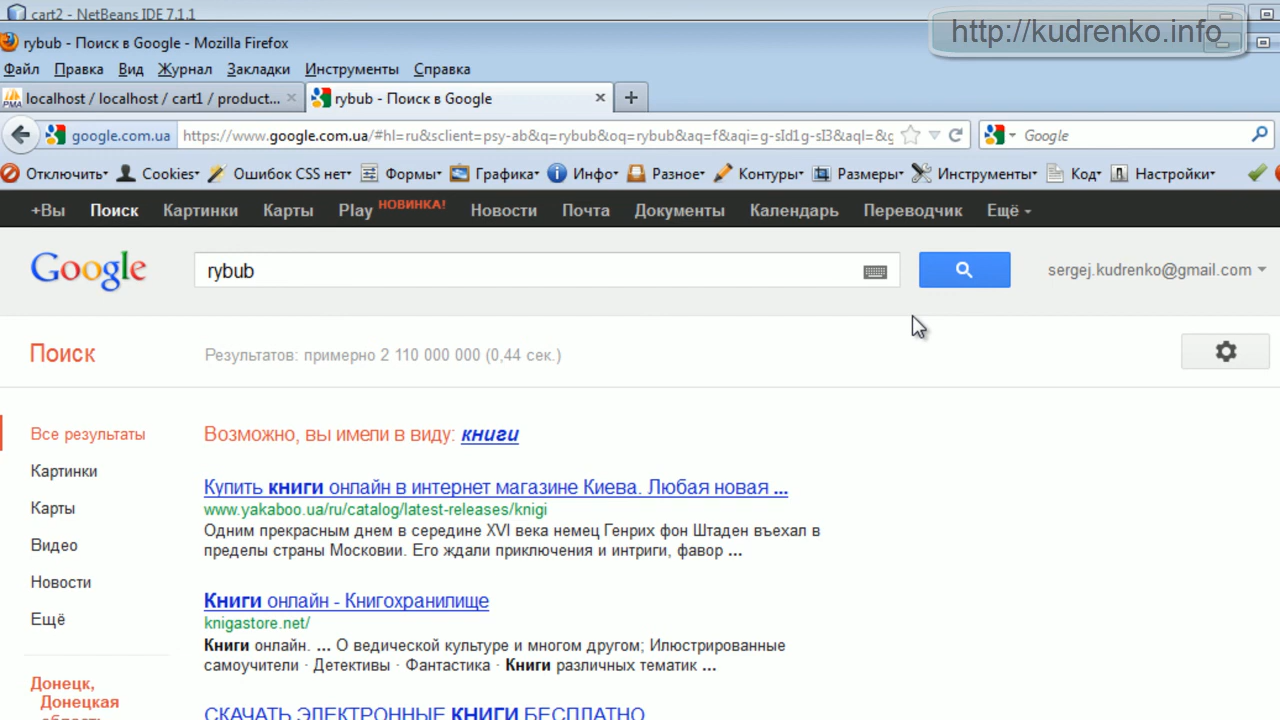 cart2 - NetBeans IDE 7.1.1
http://kudrenko.info
rybub - Поиск в Google - Mozilla Firefox
Файл Правка Вид Журнал Закладки Инструменты Справка
localhost / localhost / cart1 / product... rybub - Поиск в Google
google.com.ua https://www.google.com.ua/#hl=ru&sclient=psy-ab&q=rybub&oq=rybub&aq=f&aqi=g-sId1g-sI3&aql=&g Google
Отключить Cookies Ошибок CSS нет Формы Графика Инфо Разное Контуры Размеры Инструменты Код Настройки
+Вы Поиск Картинки Карты Play НОВИНКА! Новости Почта Документы Календарь Переводчик Ещё
Google rybub sergej.kudrenko@gmail.com
Поиск Результатов: примерно 2 110 000 000 (0,44 сек.)
Все результаты
Картинки
Карты
Видео
Новости
Ещё
Донецк,
Донецкая
область
Возможно, вы имели в виду: книги
Купить книги онлайн в интернет магазине Киева. Любая новая ...
www.yakaboo.ua/ru/catalog/latest-releases/knigi
Одним прекрасным днем в середине XVI века немец Генрих фон Штаден въехал в
пределы страны Московии. Его ждали приключения и интриги, фавор ...
Книги онлайн - Книгохранилище
knigastore.net/
Книги онлайн. ... О ведической культуре и многом другом; Илюстрированные
самоучители · Детективы · Фантастика · Книги различных тематик ...
СКАЧАТЬ ЭЛЕКТРОННЫЕ КНИГИ БЕСПЛАТНО